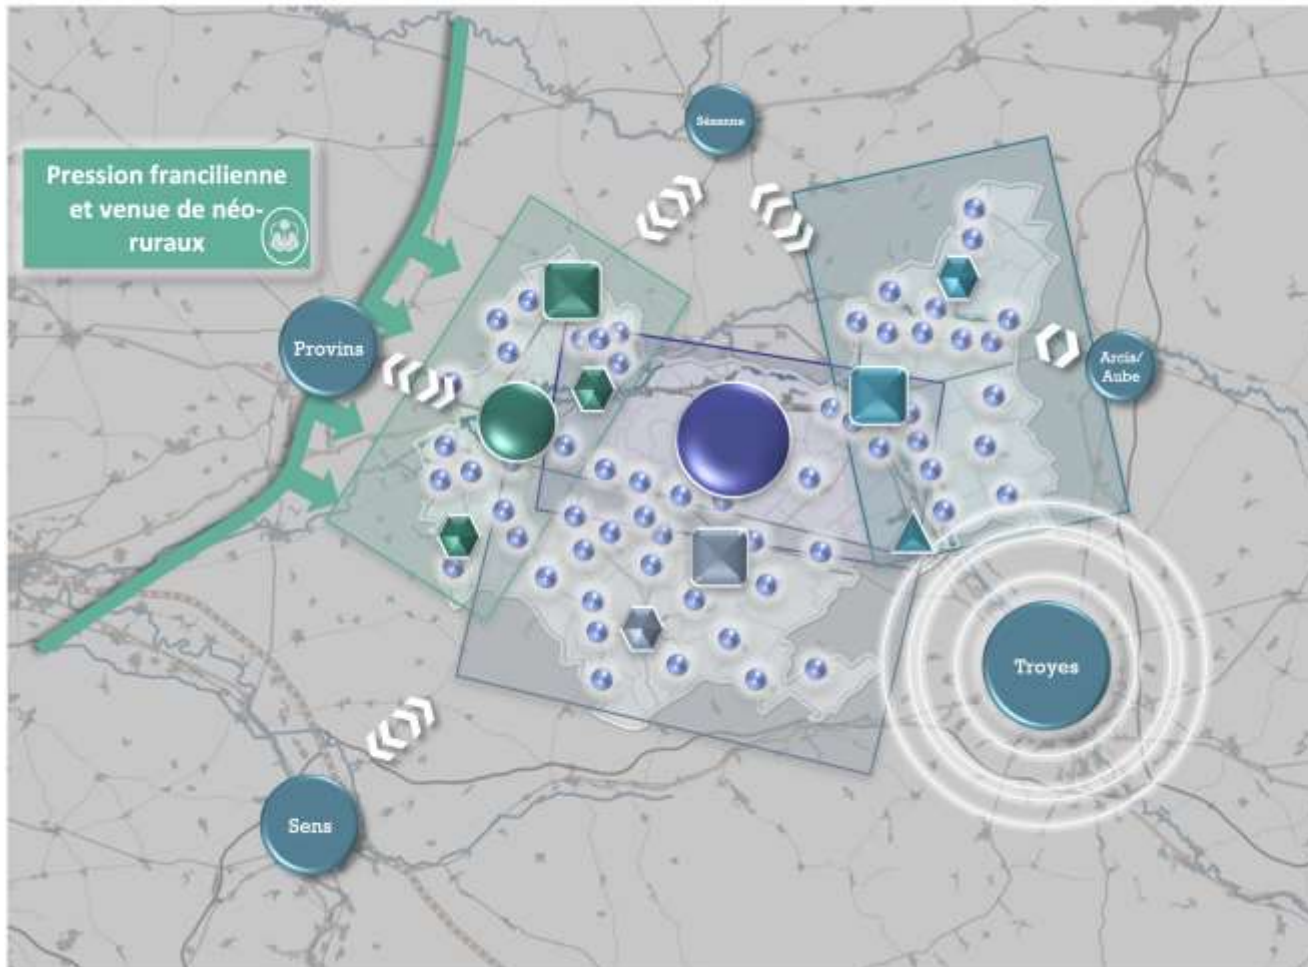 Sézanne
Pression francilienne
et venue de néo-
ruraux
Provins
Arcis/
Aube
Troyes
Sens